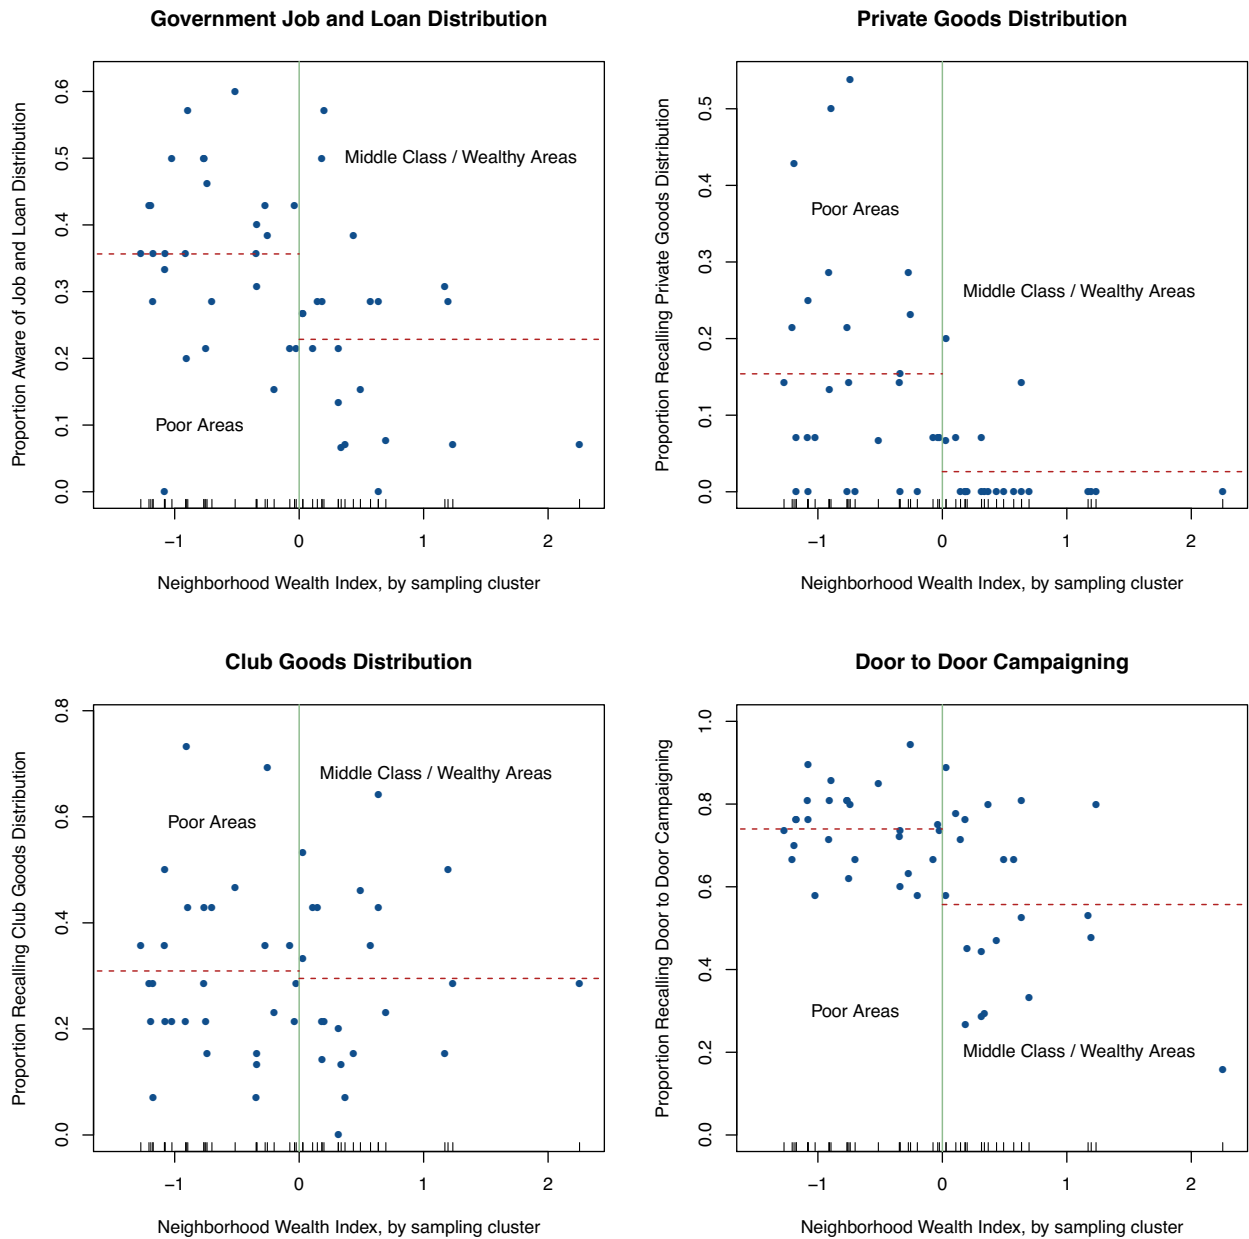 Government Job and Loan Distribution
Proportion Aware of Job and Loan Distribution
0.6
0.5
0.4
0.3
0.2
0.1
0.0
Middle Class / Wealthy Areas
Poor Areas
−1 0 1 2
Neighborhood Wealth Index, by sampling cluster
Private Goods Distribution
Proportion Recalling Private Goods Distribution
0.5
0.4
0.3
0.2
0.1
0.0
Poor Areas
Middle Class / Wealthy Areas
−1 0 1 2
Neighborhood Wealth Index, by sampling cluster
Club Goods Distribution
Proportion Recalling Club Goods Distribution
0.8
0.6
0.4
0.2
0.0
Middle Class / Wealthy Areas
Poor Areas
−1 0 1 2
Neighborhood Wealth Index, by sampling cluster
Door to Door Campaigning
Proportion Recalling Door to Door Campaigning
1.0
0.8
0.6
0.4
0.2
0.0
Poor Areas
Middle Class / Wealthy Areas
−1 0 1 2
Neighborhood Wealth Index, by sampling cluster